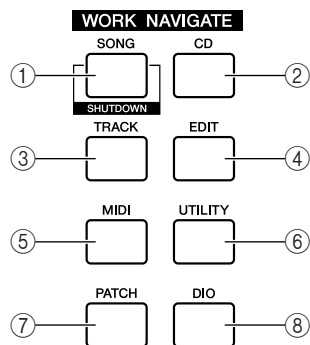 WORK NAVIGATE
SONG CD
① ②
SHUTDOWN
TRACK EDIT
③ ④
MIDI UTILITY
⑤ ⑥
PATCH DIO
⑦ ⑧